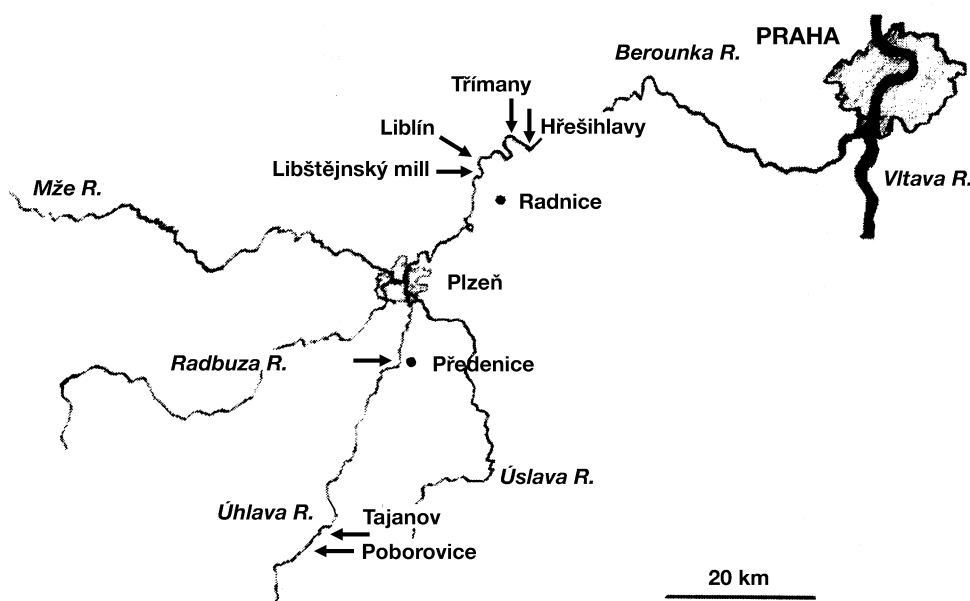 PRAHA
Berounka R.
Třímany
Hřešihlavy
Liblín
Libštějnský mill
Vltava R.
Mže R.
Radnice
Plzeň
Radbuza R.
Předenice
Úslava R.
Úhlava R.
Tajanov
Poborovice
20 km